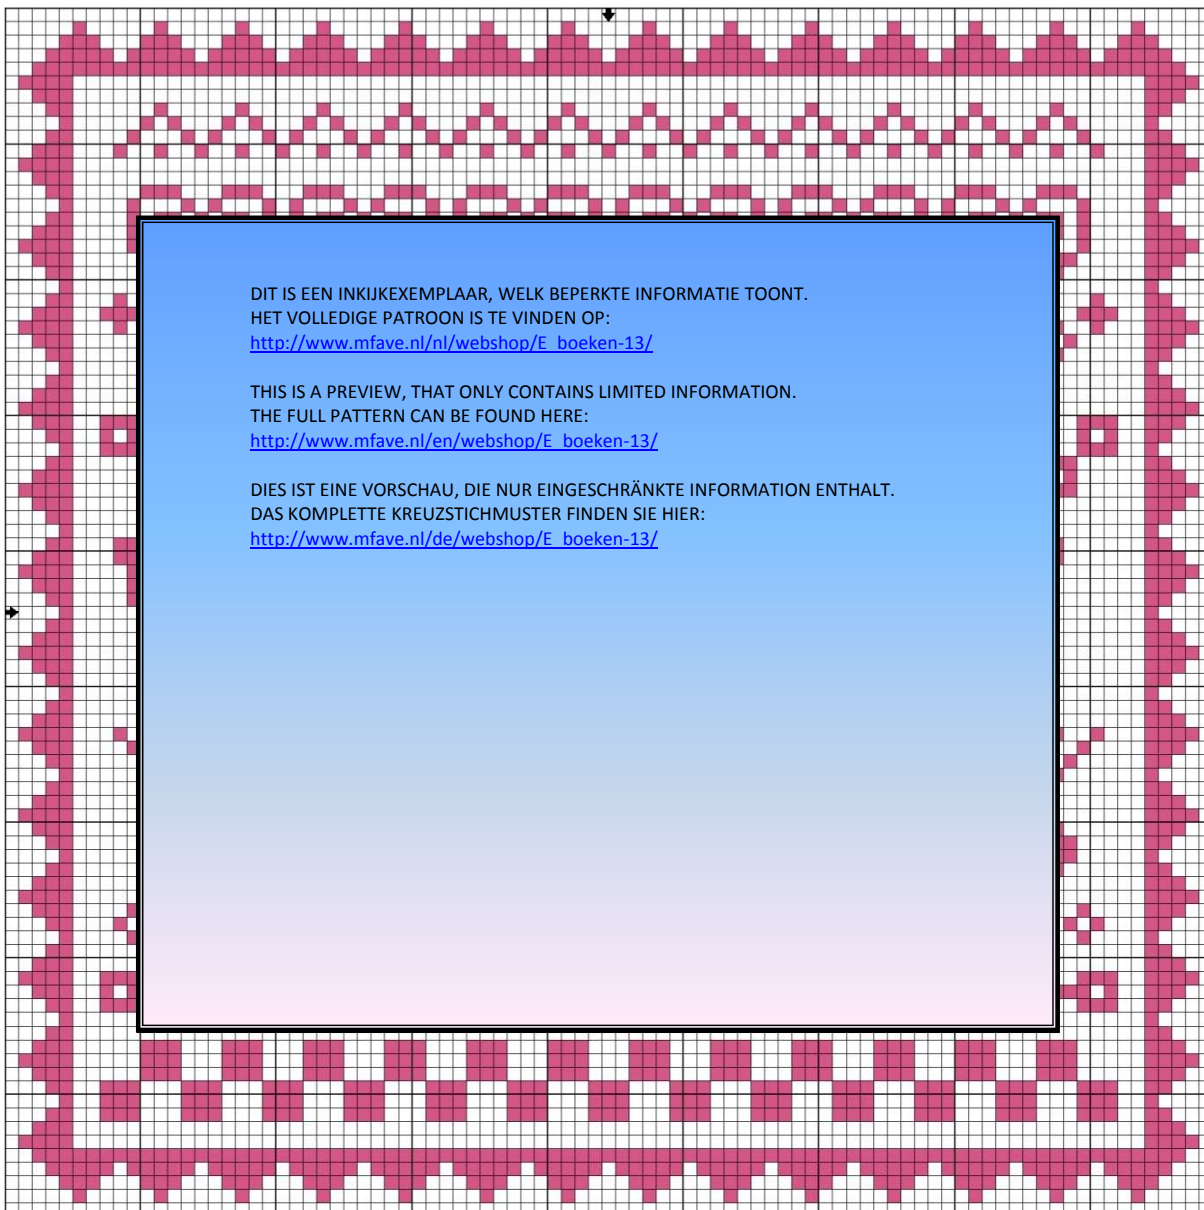 DIT IS EEN INKIJKEXEMPLAAR, WELK BEPERKTE INFORMATIE TOONT.
HET VOLLEDIGE PATROON IS TE VINDEN OP:
http://www.mfave.nl/nl/webshop/E_boeken-13/
THIS IS A PREVIEW, THAT ONLY CONTAINS LIMITED INFORMATION.
THE FULL PATTERN CAN BE FOUND HERE:
http://www.mfave.nl/en/webshop/E_boeken-13/
DIES IST EINE VORSCHAU, DIE NUR EINGESCHRÄNKTE INFORMATION ENTHALT.
DAS KOMPLETTE KREUZSTICHMUSTER FINDEN SIE HIER:
http://www.mfave.nl/de/webshop/E_boeken-13/